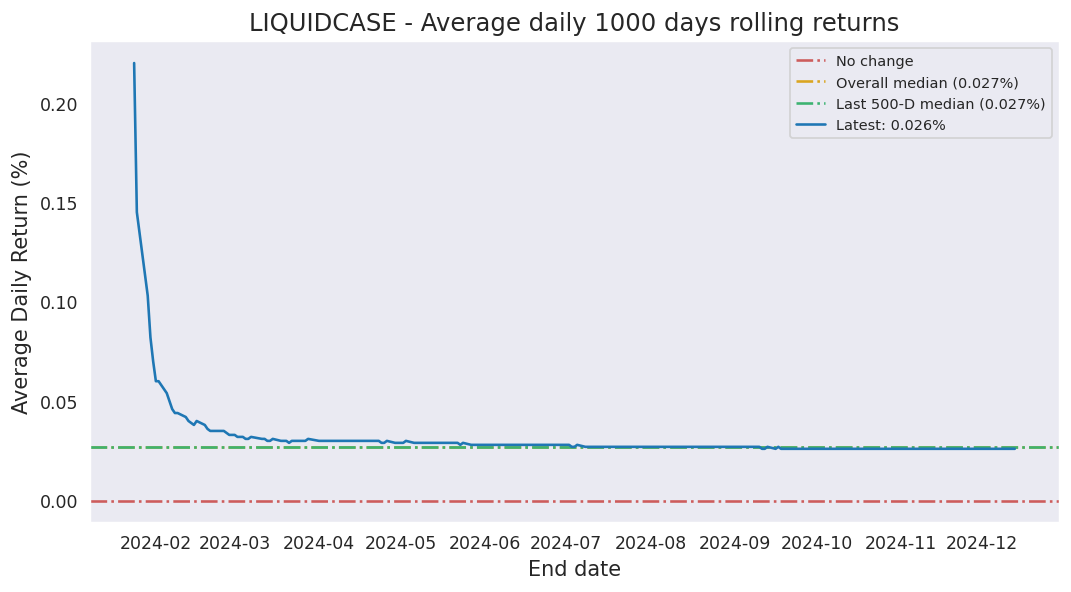 LIQUIDCASE - Average daily 1000 days rolling returns
No change
Overall median (0.027%)
Last 500-D median (0.027%)
Latest: 0.026%
Average Daily Return (%)
0.20
0.15
0.10
0.05
0.00
2024-02 2024-03 2024-04 2024-05 2024-06 2024-07 2024-08 2024-09 2024-10 2024-11 2024-12
End date